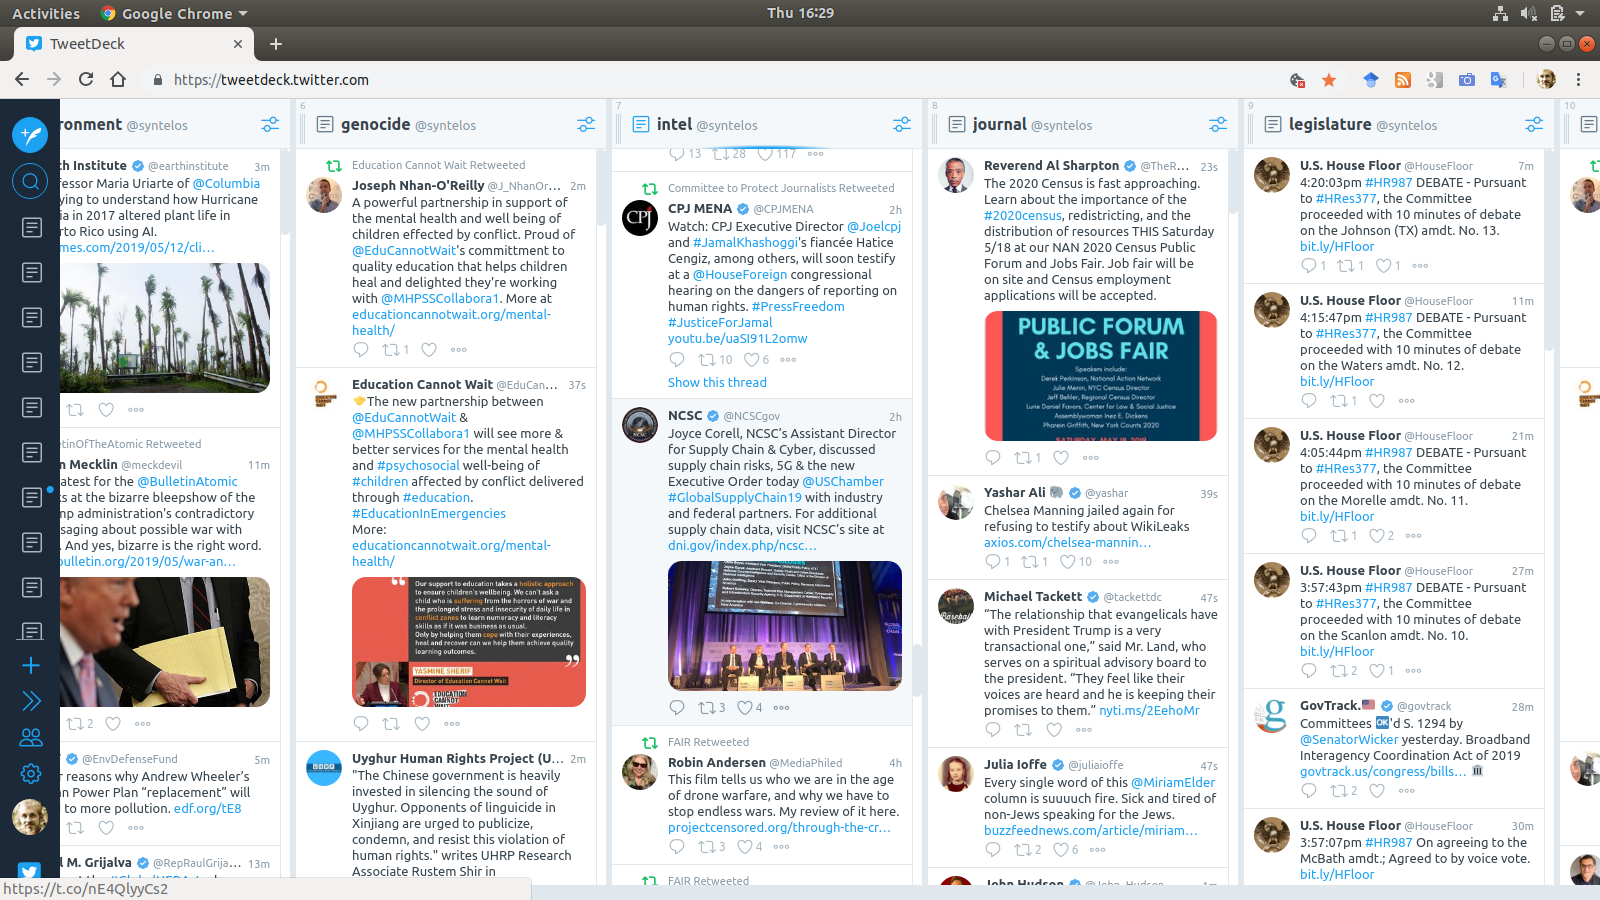 Activities
Google Chrome
Thu 16:29
TweetDeck
https://tweetdeck.twitter.com
ronment @syntelos
th Institute @earthinstitute 3m
fessor Maria Uriarte of @Columbia
ying to understand how Hurricane
ia in 2017 altered plant life in
rto Rico using AI.
mes.com/2019/05/12/cli…
etinOfTheAtomic Retweeted
n Mecklin @meckdevil 11m
atest for the @BulletinAtomic
ks at the bizarre bleepshow of the
mp administration's contradictory
ssaging about possible war with
. And yes, bizarre is the right word.
bulletin.org/2019/05/war-an…
2
@EnvDefenseFund 5m
r reasons why Andrew Wheeler's
n Power Plan “replacement” will
to more pollution. edf.org/tE8
l M. Grijalva @RepRaulGrija… 13m
https://t.co/nE4QlyyCs2
6
genocide @syntelos
Education Cannot Wait Retweeted
Joseph Nhan-O'Reilly @J_NhanOr… 2m
A powerful partnership in support of
the mental health and well being of
children effected by conflict. Proud of
@EduCannotWait's committment to
quality education that helps children
heal and delighted they're working
with @MHPSSCollabora1. More at
educationcannotwait.org/mental-
health/
1
Education Cannot Wait @EduCan… 37s
The new partnership between
@EduCannotWait &
@MHPSSCollabora1 will see more &
better services for the mental health
and #psychosocial well-being of
#children affected by conflict delivered
through #education.
#EducationInEmergencies
More:
educationcannotwait.org/mental-
health/
Our support to education takes a holistic approach
to ensure children's wellbeing. We can't ask a
child who is suffering from the horrors of war and
the prolonged stress and insecurity of daily life in
conflict zones to learn numeracy and literacy
skills as if it was business as usual.
Only by helping them cope with their experiences,
heal and recover can we help them achieve quality
learning outcomes.
YASMINE SHERIF
Director of Education Cannot Wait
EDUCATION
CANNOT
WAIT
Uyghur Human Rights Project (U… 2m
"The Chinese government is heavily
invested in silencing the sound of
Uyghur. Opponents of linguicide in
Xinjiang are urged to publicize,
condemn, and resist this violation of
human rights." writes UHRP Research
Associate Rustem Shir in
7
intel @syntelos
13 28 117
Committee to Protect Journalists Retweeted
CPJ MENA @CPJMENA 2h
Watch: CPJ Executive Director @Joelcpj
and #JamalKhashoggi's fiancée Hatice
Cengiz, among others, will soon testify
at a @HouseForeign congressional
hearing on the dangers of reporting on
human rights. #PressFreedom
#JusticeForJamal
youtu.be/uaSI91L2omw
10 6
Show this thread
NCSC @NCSCgov 2h
Joyce Corell, NCSC’s Assistant Director
for Supply Chain & Cyber, discussed
supply chain risks, 5G & the new
Executive Order today @USChamber
#GlobalSupplyChain19 with industry
and federal partners. For additional
supply chain data, visit NCSC’s site at
dni.gov/index.php/ncsc…
3 4
FAIR Retweeted
Robin Andersen @MediaPhiled 4h
This film tells us who we are in the age
of drone warfare, and why we have to
stop endless wars. My review of it here.
projectcensored.org/through-the-cr…
3 4
FAIR Retweeted
8
journal @syntelos
Reverend Al Sharpton @TheR… 23s
The 2020 Census is fast approaching.
Learn about the importance of the
#2020census, redistricting, and the
distribution of resources THIS Saturday
5/18 at our NAN 2020 Census Public
Forum and Jobs Fair. Job fair will be
on site and Census employment
applications will be accepted.
PUBLIC FORUM
& JOBS FAIR
Speakers include:
Derek Perkinson, National Action Network
Julie Menin, NYC Census Director
Jeff Behler, Regional Census Director
Lurie Daniel Favors, Center for Law & Social Justice
Assemblywoman Inez E. Dickens
Pharein Griffith, New York Counts 2020
SATURDAY, MAY 18, 2019
1
Yashar Ali @yashar 39s
Chelsea Manning jailed again for
refusing to testify about WikiLeaks
axios.com/chelsea-mannin…
1 1 10
Michael Tackett @tackettdc 47s
“The relationship that evangelicals have
with President Trump is a very
transactional one,” said Mr. Land, who
serves on a spiritual advisory board to
the president. “They feel like their
voices are heard and he is keeping their
promises to them.” nyti.ms/2EehoMr
Julia Ioffe @juliaioffe 47s
Every single word of this @MiriamElder
column is suuuuch fire. Sick and tired of
non-Jews speaking for the Jews.
buzzfeednews.com/article/miriam…
2 6
John Hudson @John_Hudson 1m
9
legislature @syntelos
U.S. House Floor @HouseFloor 7m
4:20:03pm #HR987 DEBATE - Pursuant
to #HRes377, the Committee
proceeded with 10 minutes of debate
on the Johnson (TX) amdt. No. 13.
bit.ly/HFloor
1 1 1
U.S. House Floor @HouseFloor 11m
4:15:47pm #HR987 DEBATE - Pursuant
to #HRes377, the Committee
proceeded with 10 minutes of debate
on the Waters amdt. No. 12.
bit.ly/HFloor
1
U.S. House Floor @HouseFloor 21m
4:05:44pm #HR987 DEBATE - Pursuant
to #HRes377, the Committee
proceeded with 10 minutes of debate
on the Morelle amdt. No. 11.
bit.ly/HFloor
1 2
U.S. House Floor @HouseFloor 27m
3:57:43pm #HR987 DEBATE - Pursuant
to #HRes377, the Committee
proceeded with 10 minutes of debate
on the Scanlon amdt. No. 10.
bit.ly/HFloor
2 1
GovTrack. @govtrack 28m
Committees OK'd S. 1294 by
@SenatorWicker yesterday. Broadband
Interagency Coordination Act of 2019
govtrack.us/congress/bills…
2
U.S. House Floor @HouseFloor 30m
3:57:07pm #HR987 On agreeing to the
McBath amdt.; Agreed to by voice vote.
bit.ly/HFloor
10